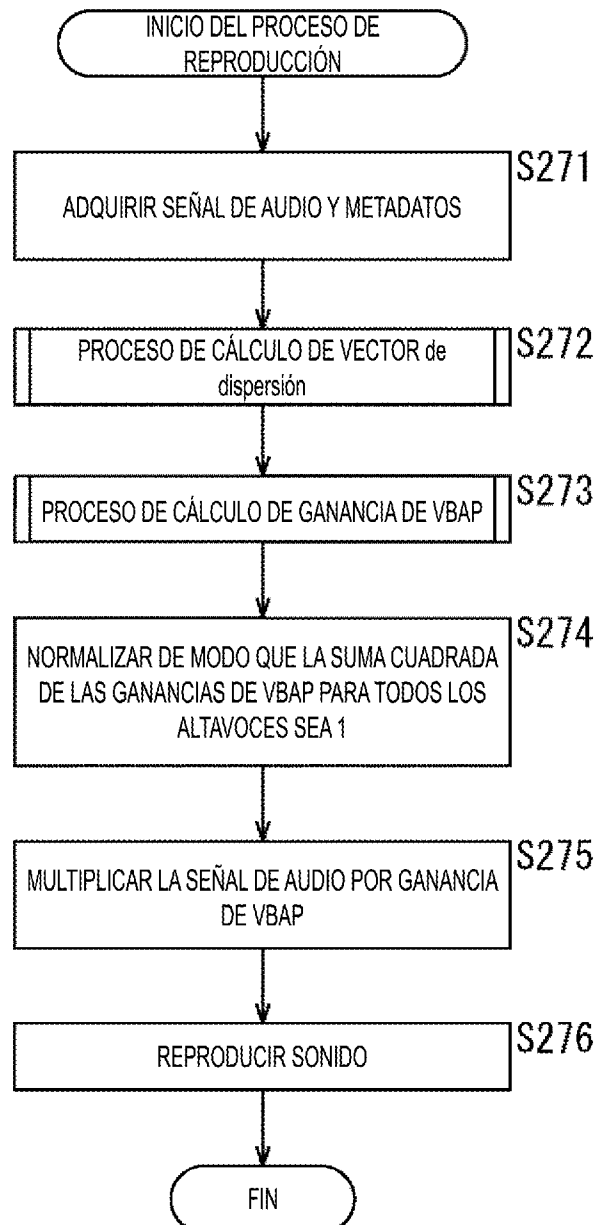 INICIO DEL PROCESO DE
REPRODUCCIÓN
S271
ADQUIRIR SEÑAL DE AUDIO Y METADATOS
S272
PROCESO DE CÁLCULO DE VECTOR de
dispersión
S273
PROCESO DE CÁLCULO DE GANANCIA DE VBAP
S274
NORMALIZAR DE MODO QUE LA SUMA CUADRADA
DE LAS GANANCIAS DE VBAP PARA TODOS LOS
ALTAVOCES SEA 1
S275
MULTIPLICAR LA SEÑAL DE AUDIO POR GANANCIA
DE VBAP
S276
REPRODUCIR SONIDO
FIN